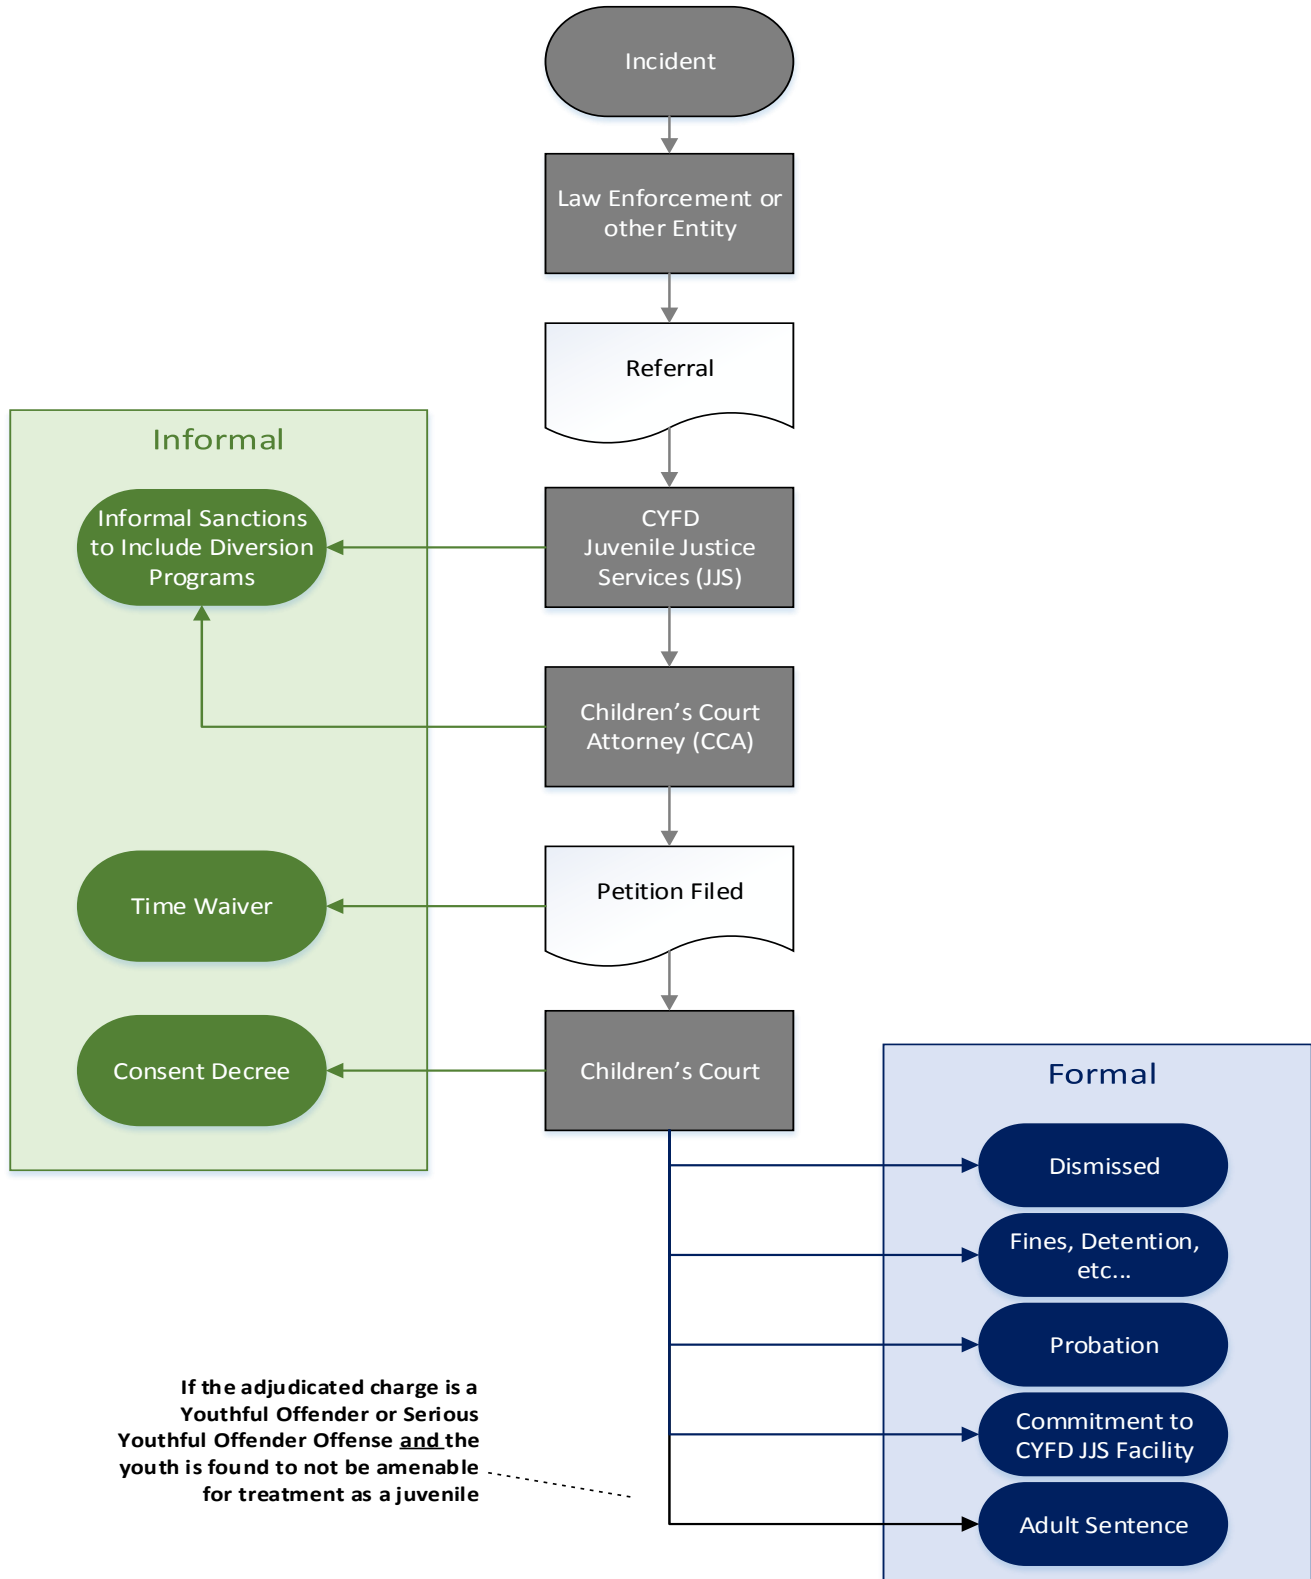 Incident
Law Enforcement or
other Entity
Referral
Informal
Informal Sanctions
to Include Diversion
Programs
CYFD
Juvenile Justice
Services (JJS)
Children’s Court
Attorney (CCA)
Time Waiver
Petition Filed
Consent Decree
Children’s Court
Formal
Dismissed
Fines, Detention,
etc...
Probation
If the adjudicated charge is a
Youthful Offender or Serious
Youthful Offender Offense and the
youth is found to not be amenable
for treatment as a juvenile
Commitment to
CYFD JJS Facility
Adult Sentence